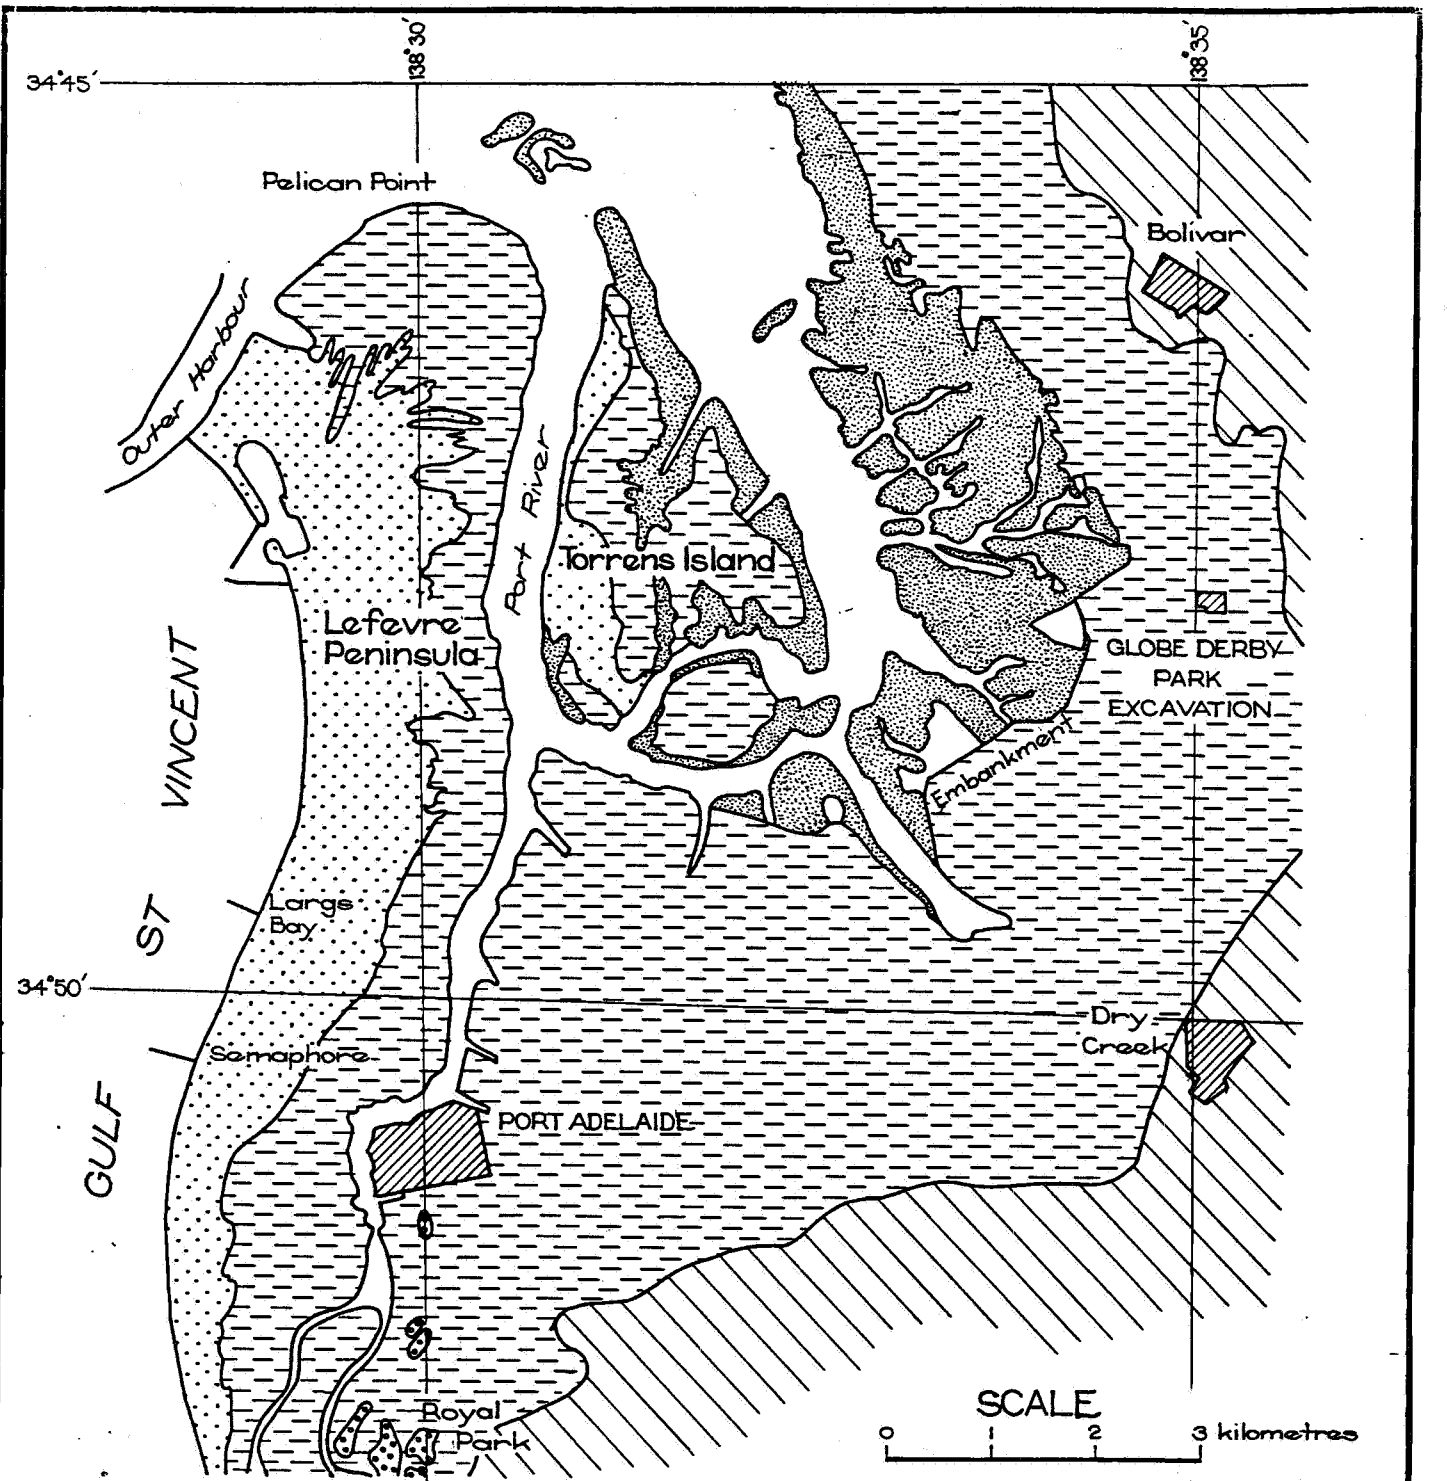 138°30'
138°35'
34°45'
Pelican Point
Bolivar
Outer Harbour
Port River
Torrens Island
Lefevre
Peninsula
GLOBE DERBY
PARK
EXCAVATION
Embankment
GULF ST VINCENT
Largs
Bay
34°50'
Dry
Creek
Semaphore
PORT ADELAIDE
Royal
Park
SCALE
0 1 2 3 kilometres